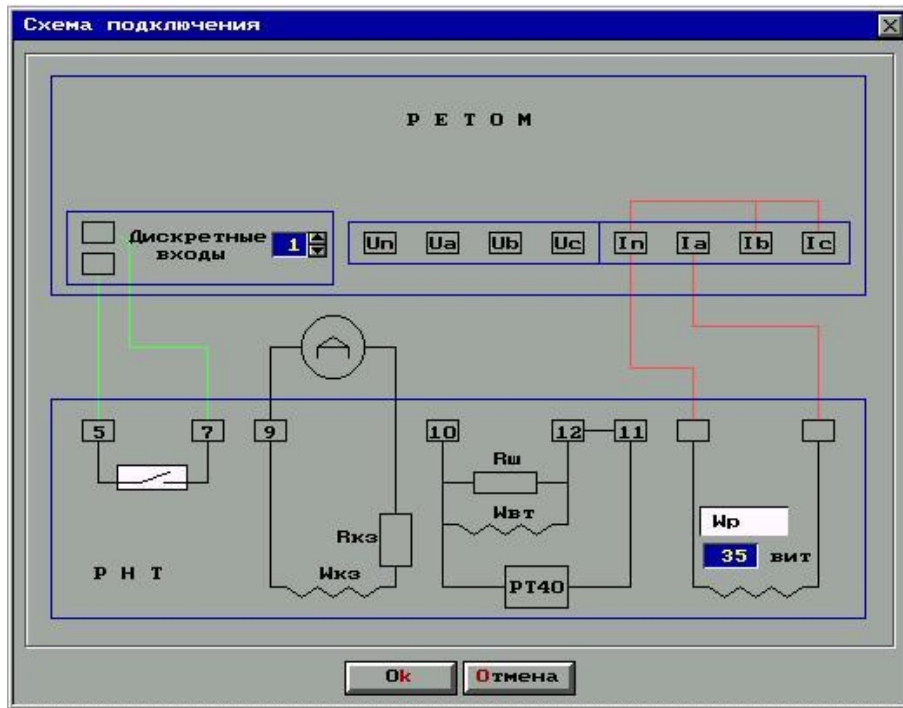 Схема подключения
Р Е Т О М
Дискретные
входы
1
Un
Ua
Ub
Uc
In
Ia
Ib
Ic
5
7
9
10
12
11
Rш
Wвт
Rкз
Wкз
Wр
35 вит
Р Н Т
РТ40
Ok
Отмена